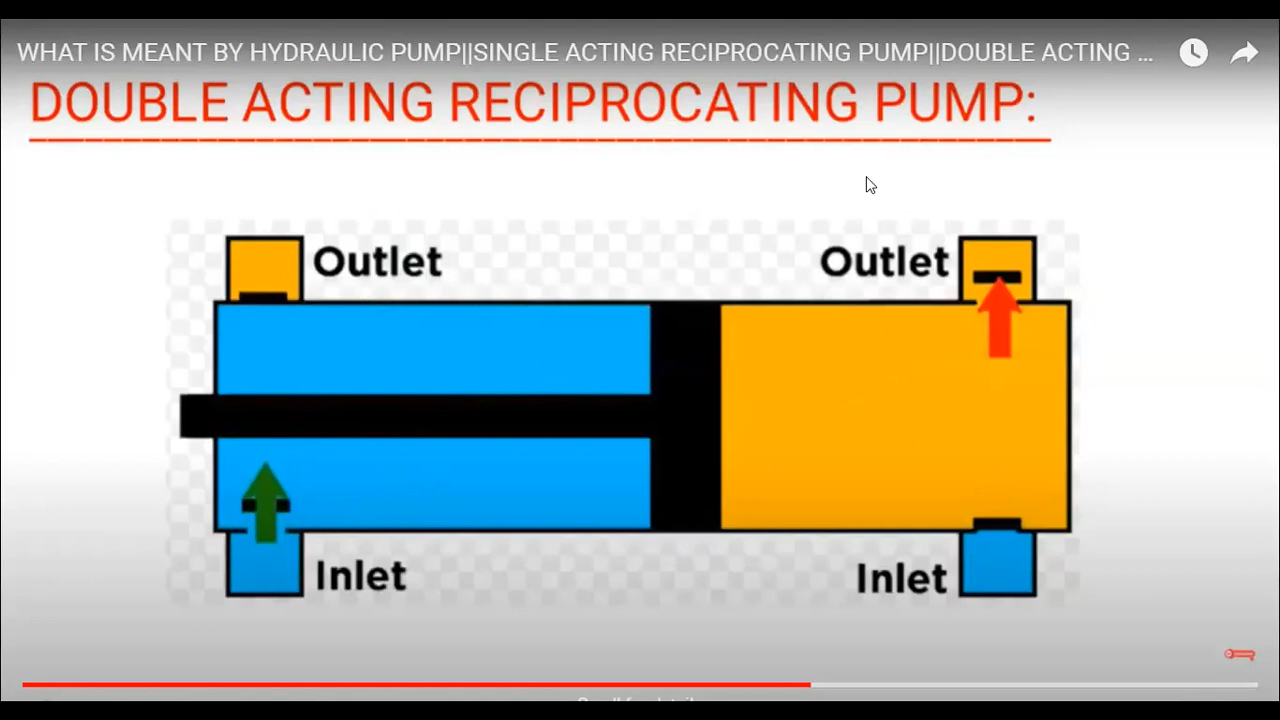 WHAT IS MEANT BY HYDRAULIC PUMP||SINGLE ACTING RECIPROCATING PUMP||DOUBLE ACTING ...
DOUBLE ACTING RECIPROCATING PUMP:
Outlet
Outlet
Inlet
Inlet